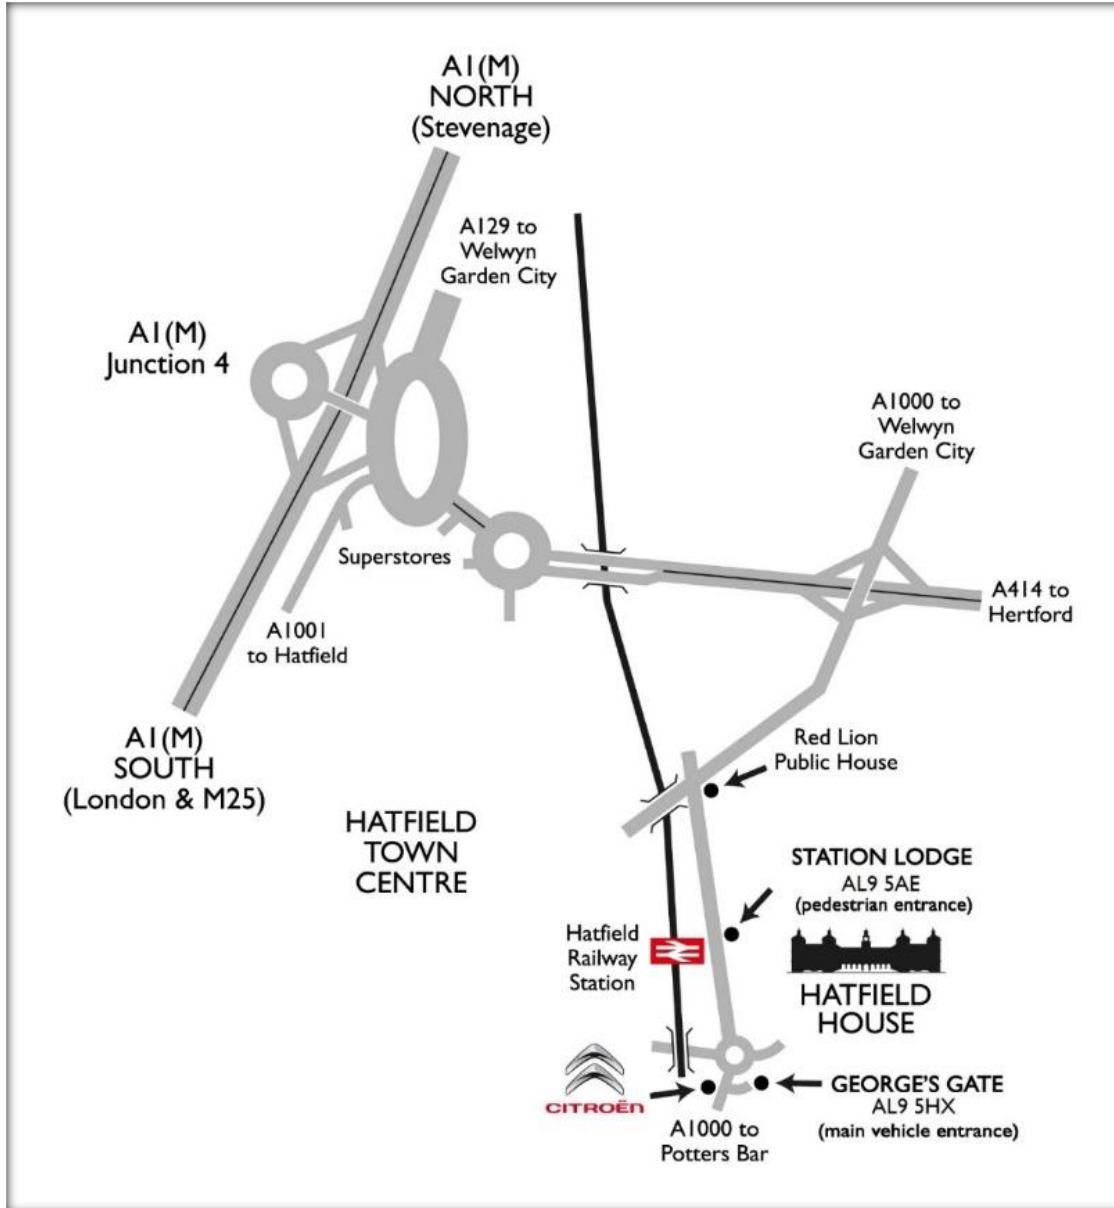 A1(M)
NORTH
(Stevenage)
A129 to
Welwyn
Garden City
A1(M)
Junction 4
A1000 to
Welwyn
Garden City
Superstores
A414 to
Hertford
A1001
to Hatfield
A1(M)
SOUTH
(London & M25)
Red Lion
Public House
HATFIELD
TOWN
CENTRE
STATION LODGE
AL9 5AE
(pedestrian entrance)
Hatfield
Railway
Station
HATFIELD
HOUSE
CITROËN
GEORGE'S GATE
AL9 5HX
(main vehicle entrance)
A1000 to
Potters Bar